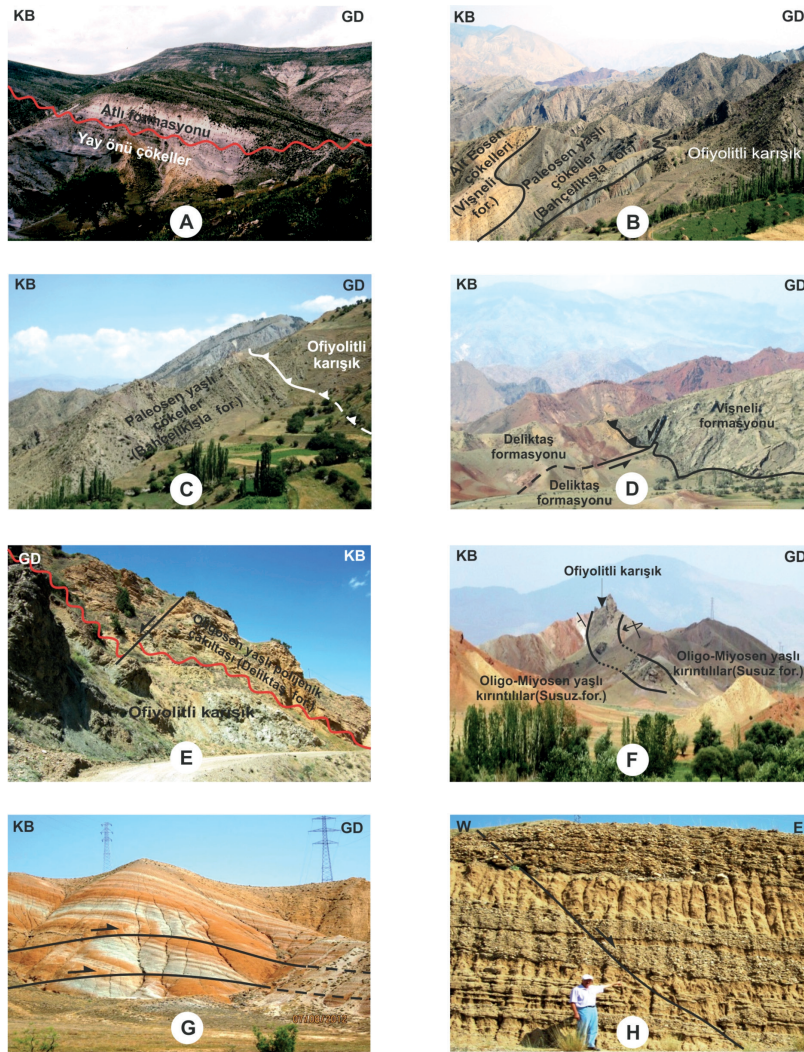 KB GD
Atlı formasyonu
Yay önü çökeller
A
KB GD
Alt Eosen
çökelleri
(Vişneli
for.)
Paleosen yaşlı
çökeller
(Bahçelikışla for.)
Ofiyolitli karışık
B
KB GD
Ofiyolitli
karışık
Paleosen yaşlı
çökeller
(Bahçelikışla for.)
C
KB GD
Vişneli
formasyonu
Deliktaş
formasyonu
Deliktaş
formasyonu
D
GD KB
Oligosen yaşlı polijenik
çakıltaşı (Deliktaş for.)
Ofiyolitli karışık
E
KB GD
Ofiyolitli karışık
Oligo-Miyosen yaşlı
kırıntılılar(Susuz for.)
Oligo-Miyosen yaşlı
kırıntılılar(Susuz for.)
F
KB GD
G
W E
H